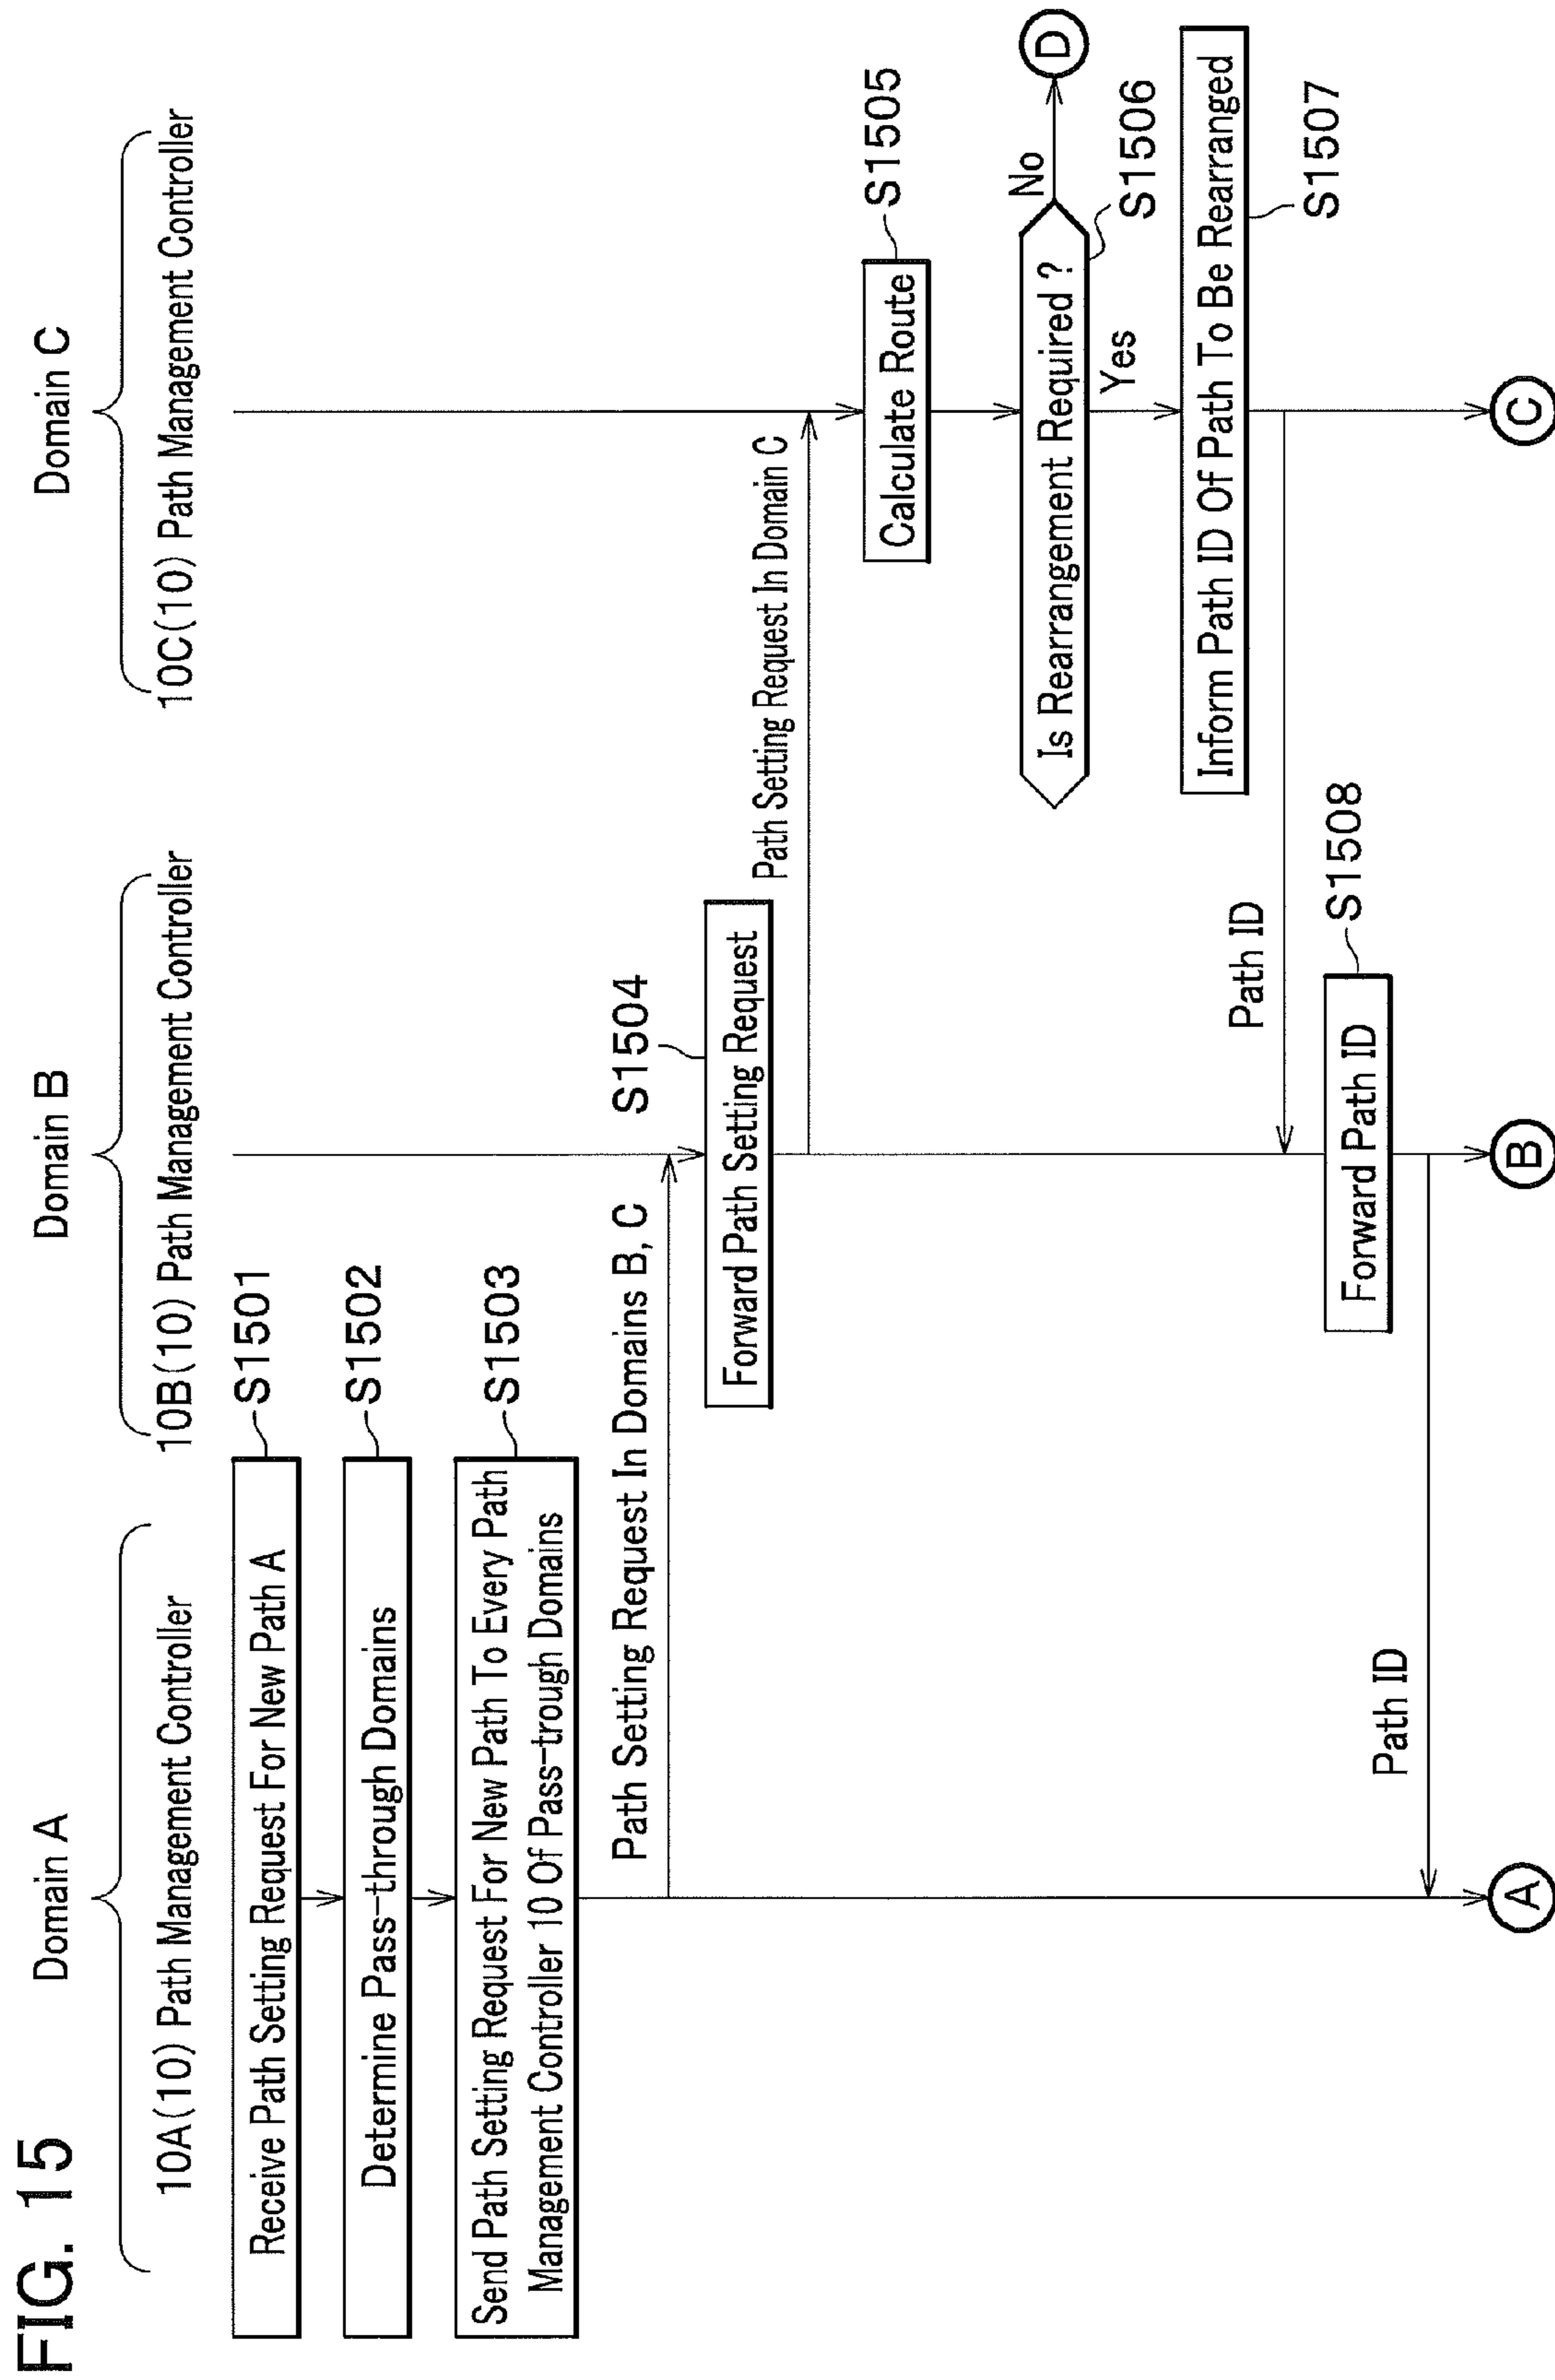 FIG. 15
Domain A
10A(10) Path Management Controller
Domain B
10B(10) Path Management Controller
Domain C
10C(10) Path Management Controller
Receive Path Setting Request For New Path A
S1501
Determine Pass-through Domains
S1502
Send Path Setting Request For New Path To Every Path
Management Controller 10 Of Pass-trough Domains
S1503
Path Setting Request In Domains B, C
S1504
Forward Path Setting Request
Path Setting Request In Domain C
Calculate Route
S1505
Is Rearrangement Required ?
No
D
S1506
Yes
Inform Path ID Of Path To Be Rearranged
S1507
Path ID
Forward Path ID
S1508
Path ID
A
B
C